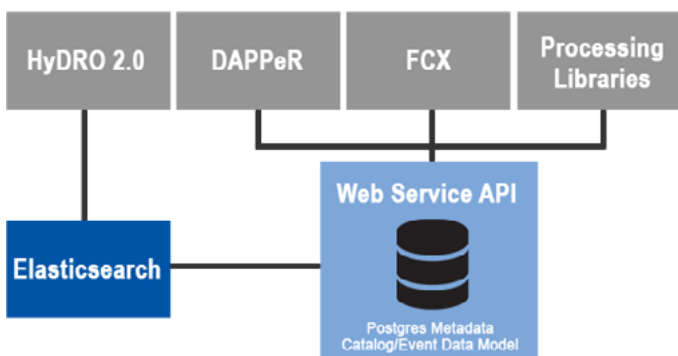 HyDRO 2.0
DAPPeR
FCX
Processing
Libraries
Web Service API
Elasticsearch
Postgres Metadata
Catalog/Event Data Model